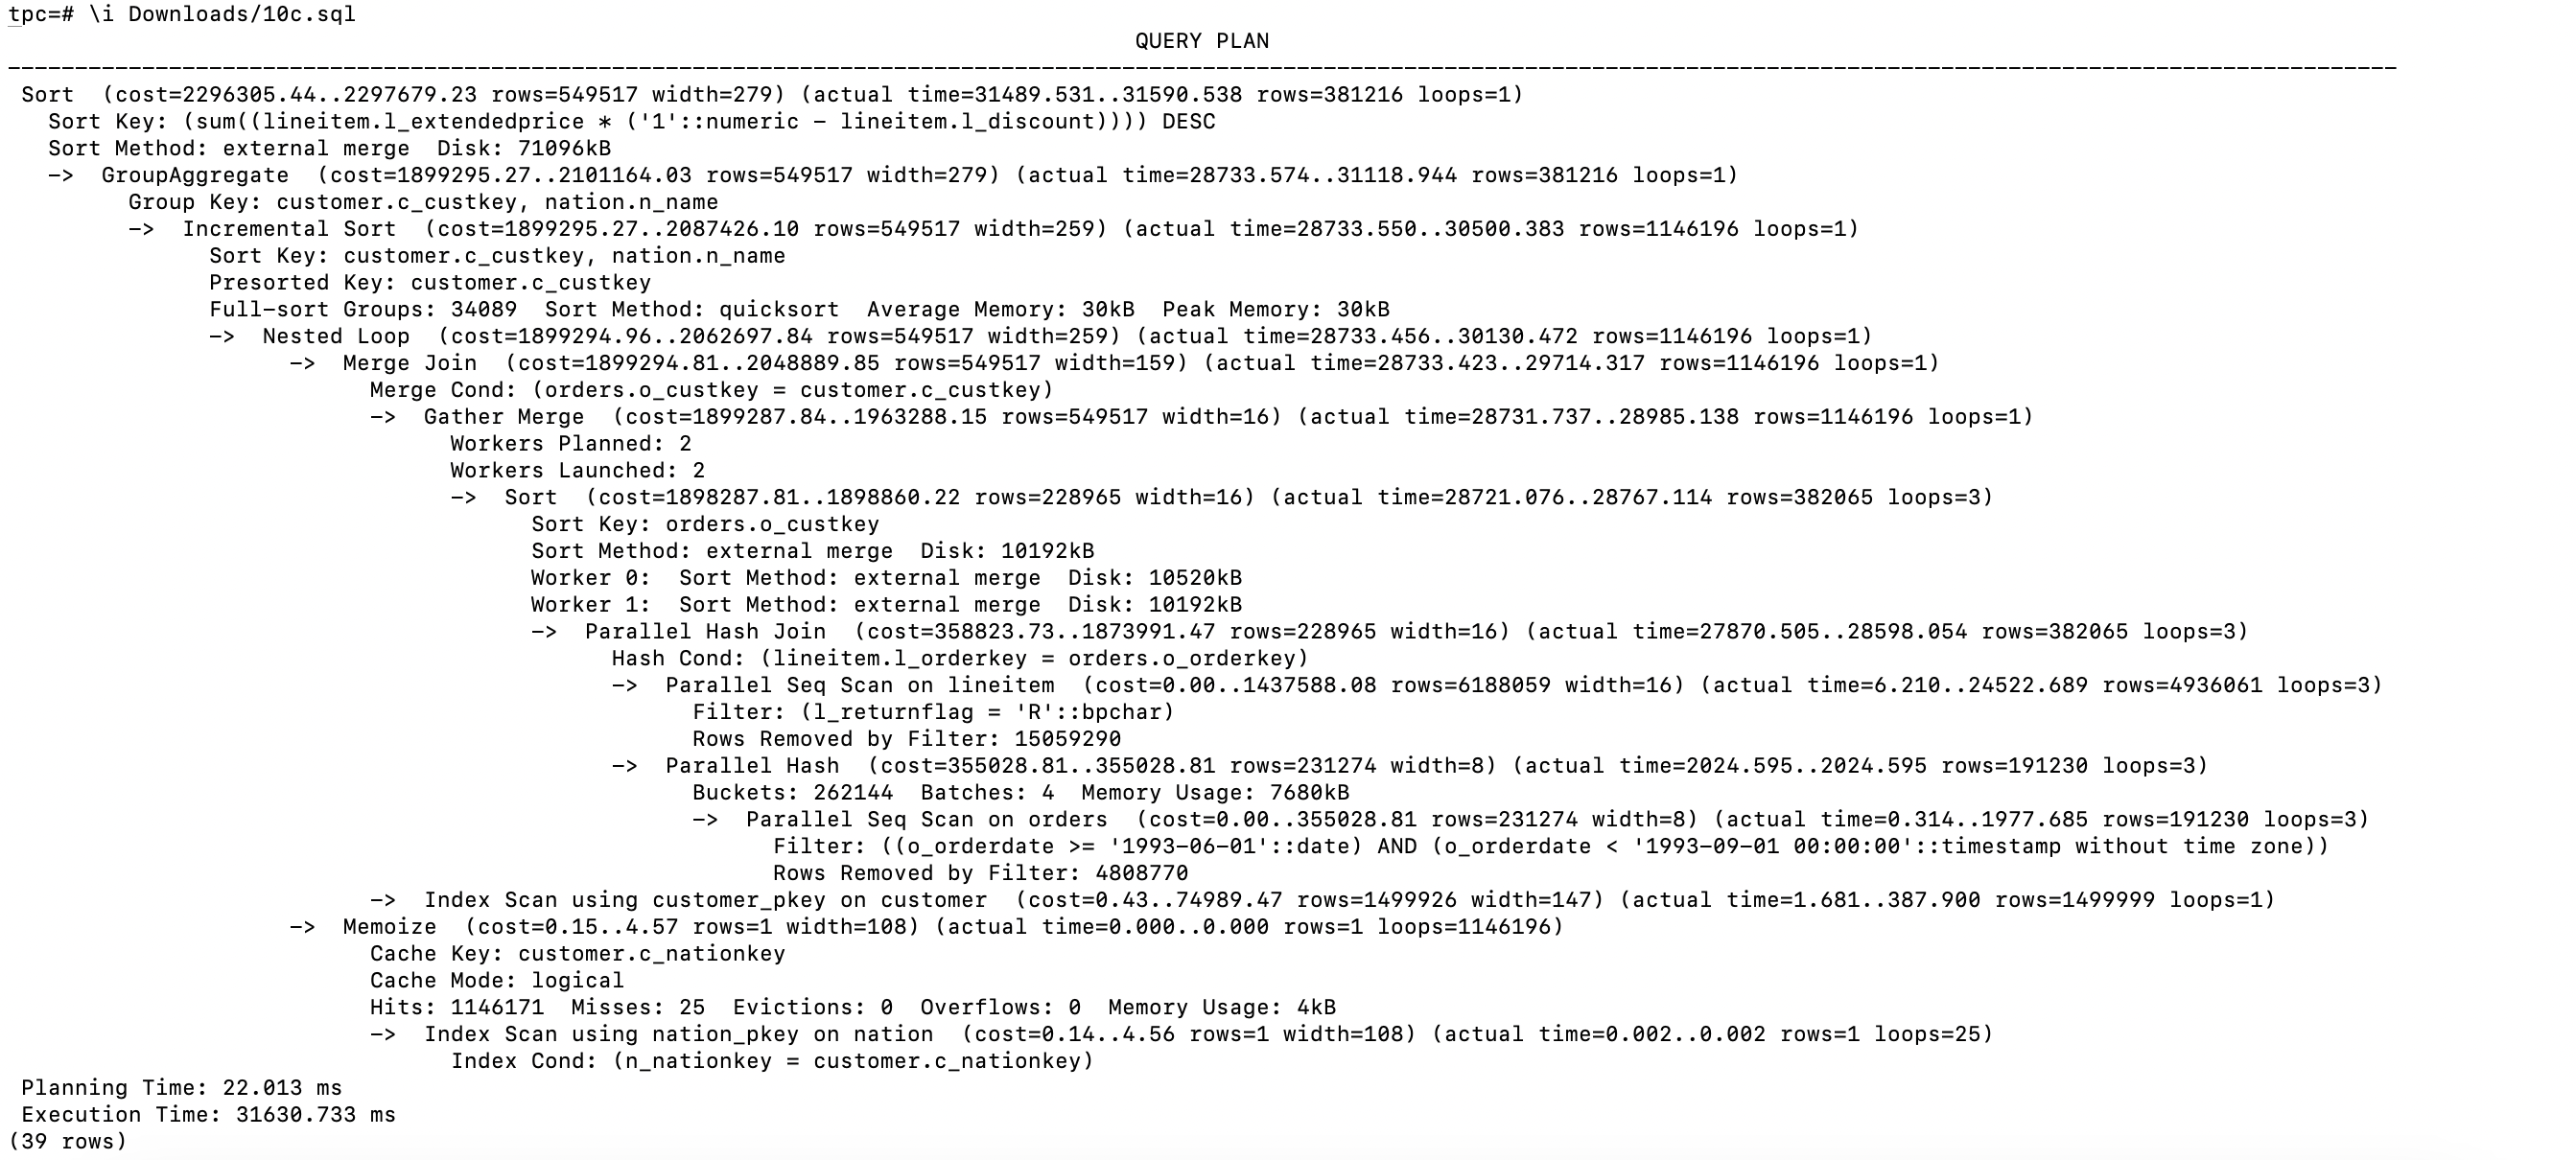 tpc=# \i Downloads/10c.sql
QUERY PLAN
----------------------------------------------------------------------------------------------------------------------------------------------------------------------------------
Sort  (cost=2296305.44..2297679.23 rows=549517 width=279) (actual time=31489.531..31590.538 rows=381216 loops=1)
Sort Key: (sum((lineitem.l_extendedprice * ('1'::numeric - lineitem.l_discount)))) DESC
Sort Method: external merge  Disk: 71096kB
->  GroupAggregate  (cost=1899295.27..2101164.03 rows=549517 width=279) (actual time=28733.574..31118.944 rows=381216 loops=1)
Group Key: customer.c_custkey, nation.n_name
->  Incremental Sort  (cost=1899295.27..2087426.10 rows=549517 width=259) (actual time=28733.550..30500.383 rows=1146196 loops=1)
Sort Key: customer.c_custkey, nation.n_name
Presorted Key: customer.c_custkey
Full-sort Groups: 34089  Sort Method: quicksort  Average Memory: 30kB  Peak Memory: 30kB
->  Nested Loop  (cost=1899294.96..2062697.84 rows=549517 width=259) (actual time=28733.456..30130.472 rows=1146196 loops=1)
->  Merge Join  (cost=1899294.81..2048889.85 rows=549517 width=159) (actual time=28733.423..29714.317 rows=1146196 loops=1)
Merge Cond: (orders.o_custkey = customer.c_custkey)
->  Gather Merge  (cost=1899287.84..1963288.15 rows=549517 width=16) (actual time=28731.737..28985.138 rows=1146196 loops=1)
Workers Planned: 2
Workers Launched: 2
->  Sort  (cost=1898287.81..1898860.22 rows=228965 width=16) (actual time=28721.076..28767.114 rows=382065 loops=3)
Sort Key: orders.o_custkey
Sort Method: external merge  Disk: 10192kB
Worker 0:  Sort Method: external merge  Disk: 10520kB
Worker 1:  Sort Method: external merge  Disk: 10192kB
->  Parallel Hash Join  (cost=358823.73..1873991.47 rows=228965 width=16) (actual time=27870.505..28598.054 rows=382065 loops=3)
Hash Cond: (lineitem.l_orderkey = orders.o_orderkey)
->  Parallel Seq Scan on lineitem  (cost=0.00..1437588.08 rows=6188059 width=16) (actual time=6.210..24522.689 rows=4936061 loops=3)
Filter: (l_returnflag = 'R'::bpchar)
Rows Removed by Filter: 15059290
->  Parallel Hash  (cost=355028.81..355028.81 rows=231274 width=8) (actual time=2024.595..2024.595 rows=191230 loops=3)
Buckets: 262144  Batches: 4  Memory Usage: 7680kB
->  Parallel Seq Scan on orders  (cost=0.00..355028.81 rows=231274 width=8) (actual time=0.314..1977.685 rows=191230 loops=3)
Filter: ((o_orderdate >= '1993-06-01'::date) AND (o_orderdate < '1993-09-01 00:00:00'::timestamp without time zone))
Rows Removed by Filter: 4808770
->  Index Scan using customer_pkey on customer  (cost=0.43..74989.47 rows=1499926 width=147) (actual time=1.681..387.900 rows=1499999 loops=1)
->  Memoize  (cost=0.15..4.57 rows=1 width=108) (actual time=0.000..0.000 rows=1 loops=1146196)
Cache Key: customer.c_nationkey
Cache Mode: logical
Hits: 1146171  Misses: 25  Evictions: 0  Overflows: 0  Memory Usage: 4kB
->  Index Scan using nation_pkey on nation  (cost=0.14..4.56 rows=1 width=108) (actual time=0.002..0.002 rows=1 loops=25)
Index Cond: (n_nationkey = customer.c_nationkey)
Planning Time: 22.013 ms
Execution Time: 31630.733 ms
(39 rows)